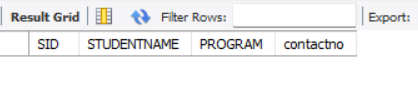 Result Grid Filter Rows: Export:
SID STUDENTNAME PROGRAM contactno